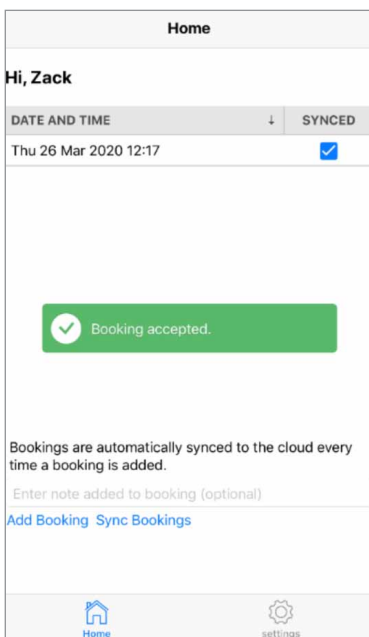 Home
Hi, Zack
DATE AND TIME ↓ SYNCED
Thu 26 Mar 2020 12:17
Booking accepted.
Bookings are automatically synced to the cloud every
time a booking is added.
Enter note added to booking (optional)
Add Booking Sync Bookings
Home settings